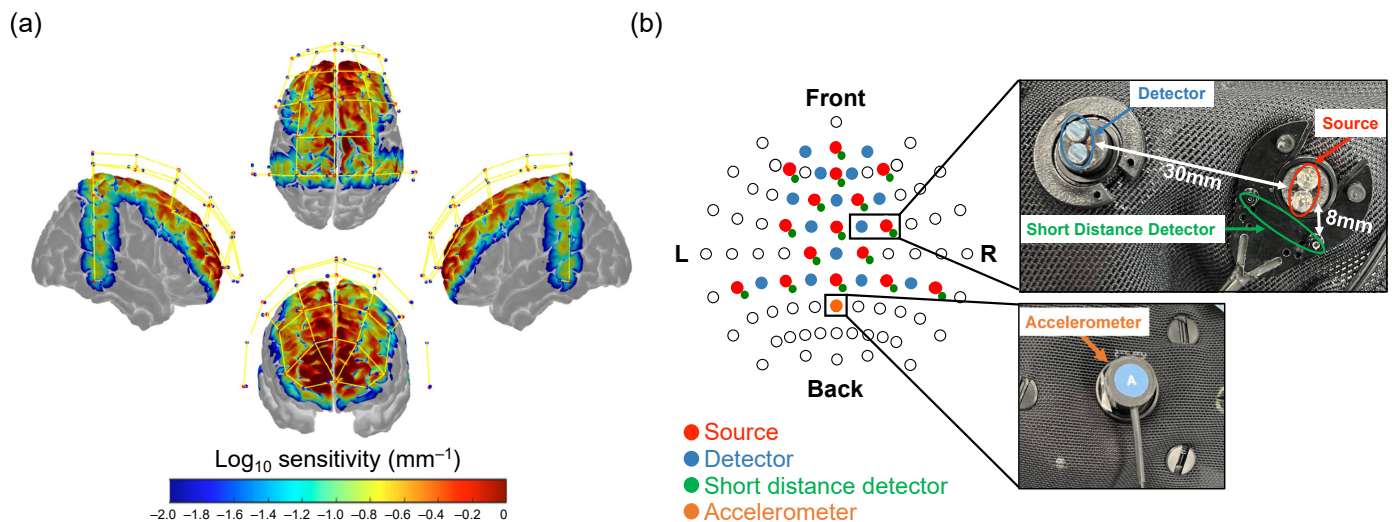 (a)
(b)
Front
L
R
Back
Detector
Source
30mm
8mm
Short Distance Detector
Accelerometer
A
Log₁₀ sensitivity (mm⁻¹)
−2.0 −1.8 −1.6 −1.4 −1.2 −1.0 −0.8 −0.6 −0.4 −0.2 0
Source
Detector
Short distance detector
Accelerometer